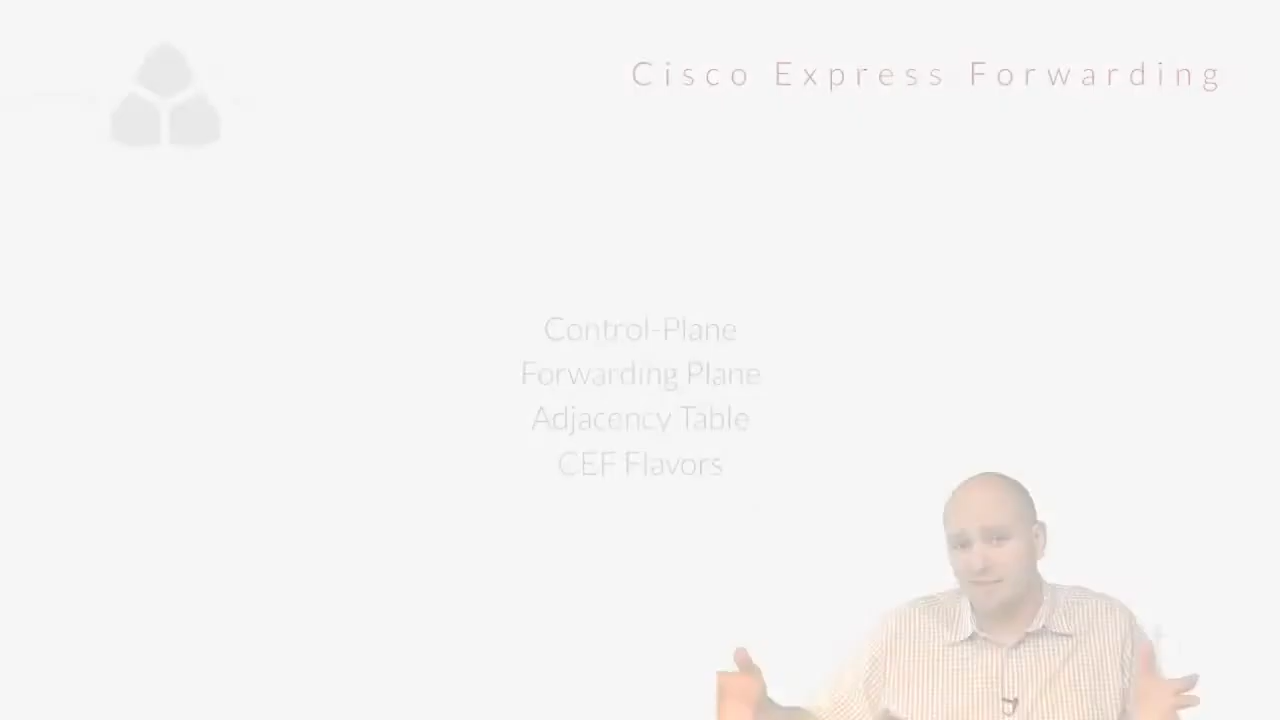 Cisco Express Forwarding
Control-Plane
Forwarding Plane
Adjacency Table
CEF Flavors